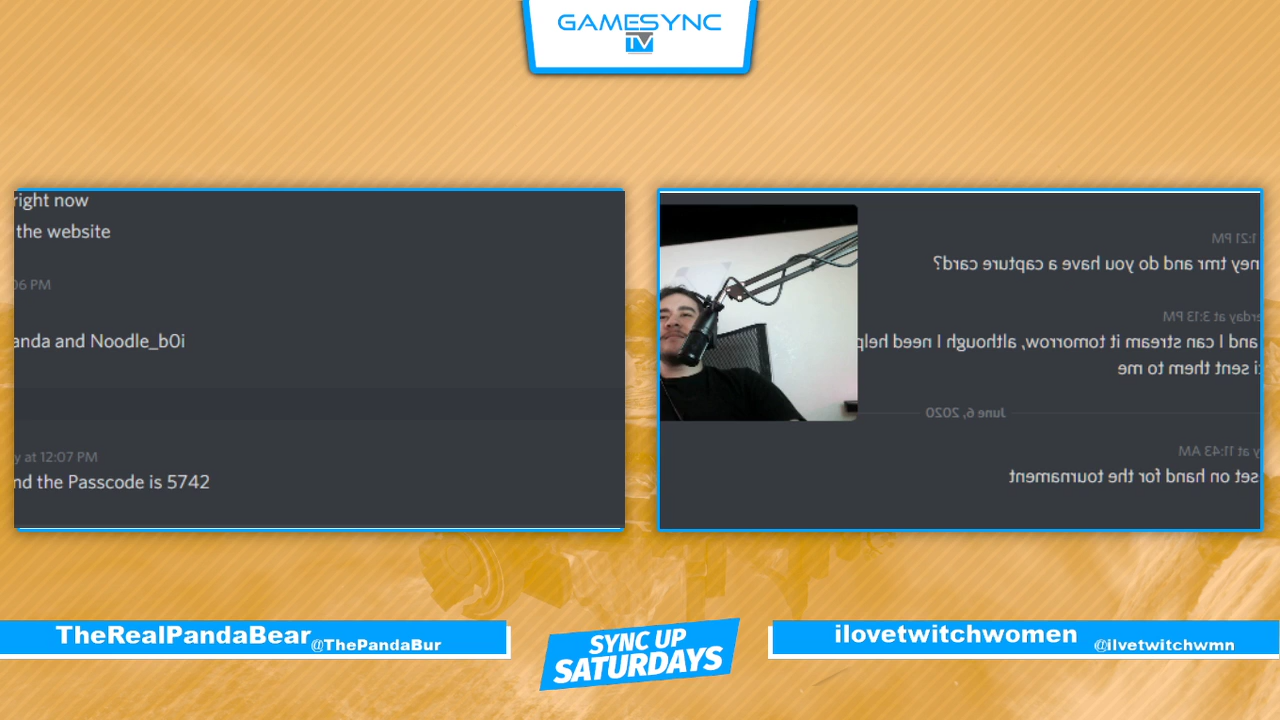 GAMESYNC
TV
right now
the website
06 PM
anda and Noodle_b0i
y at 12:07 PM
nd the Passcode is 5742
1:21 PM
ney tmr and do you have a capture card?
erday at 3:13 PM
and I can stream it tomorrow, although I need help
ti sent them to me
June 6, 2020
y at 11:43 AM
set on hand for the tournament
TheRealPandaBear @ThePandaBur
SYNC UP
SATURDAYS
ilovetwitchwomen @ilvetwitchwmn